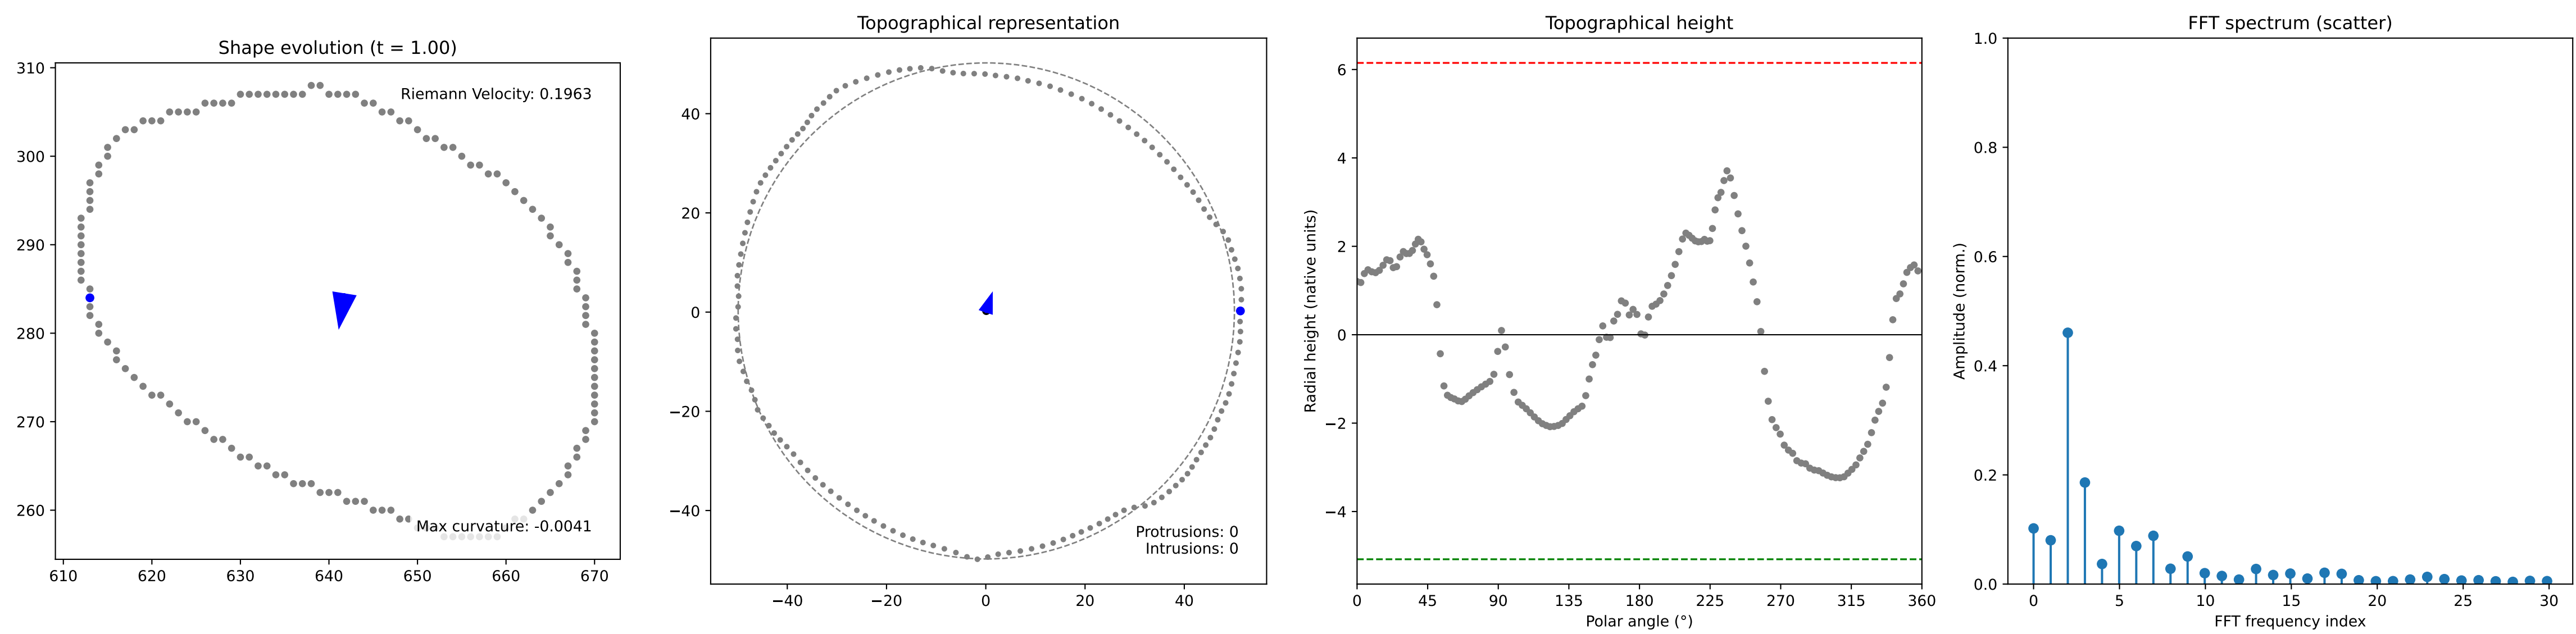 Shape evolution (t = 1.00)
310
300
290
280
270
260
610 620 630 640 650 660 670
Riemann Velocity: 0.1963
Max curvature: -0.0041
Topographical representation
40
20
0
−20
−40
−40 −20 0 20 40
Protrusions: 0
Intrusions: 0
Topographical height
Radial height (native units)
6
4
2
0
−2
−4
0 45 90 135 180 225 270 315 360
Polar angle (°)
FFT spectrum (scatter)
Amplitude (norm.)
1.0
0.8
0.6
0.4
0.2
0.0
0 5 10 15 20 25 30
FFT frequency index